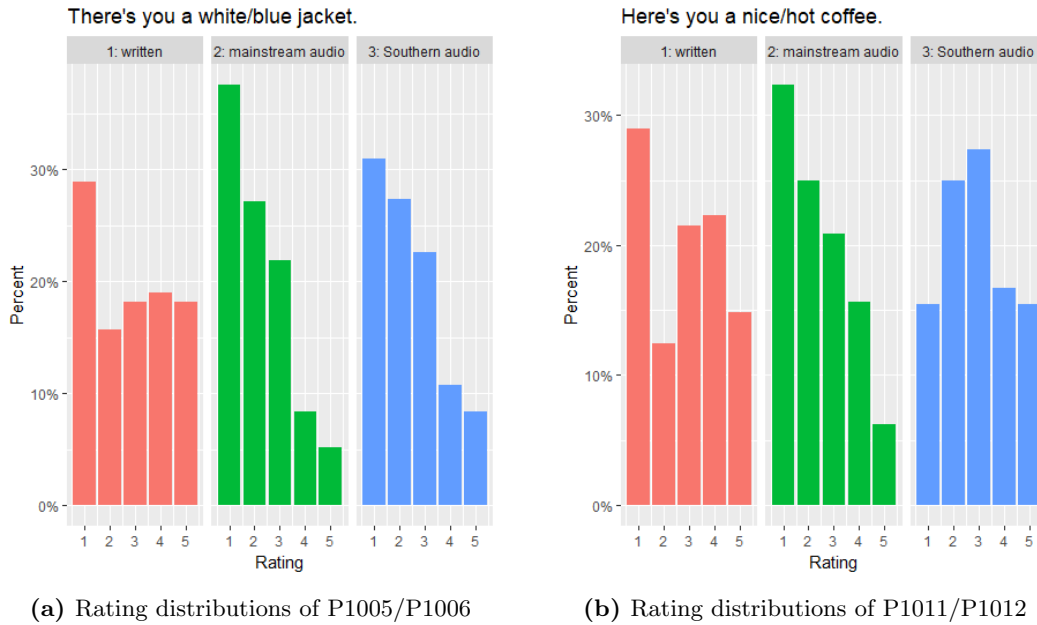 There's you a white/blue jacket.
1: written 2: mainstream audio 3: Southern audio
30%
20%
10%
0%
Percent
1 2 3 4 5 1 2 3 4 5 1 2 3 4 5
Rating
(a) Rating distributions of P1005/P1006
Here's you a nice/hot coffee.
1: written 2: mainstream audio 3: Southern audio
30%
20%
10%
0%
Percent
1 2 3 4 5 1 2 3 4 5 1 2 3 4 5
Rating
(b) Rating distributions of P1011/P1012